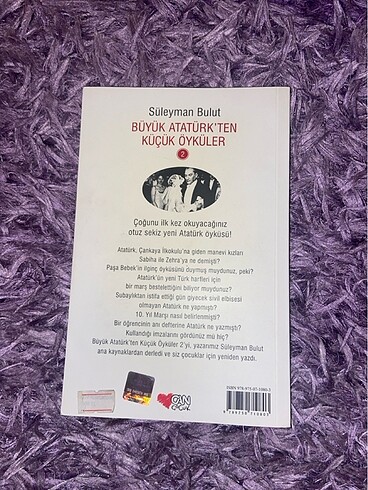 Süleyman Bulut
BÜYÜK ATATÜRK'TEN
KÜÇÜK ÖYKÜLER
2
Çoğunu ilk kez okuyacağınız
otuz sekiz yeni Atatürk öyküsü!
Atatürk, Çankaya İlkokulu'na giden manevi kızları
Sabiha ile Zehra'ya ne demişti?
Paşa Bebek'in ilginç öyküsünü duymuş muydunuz, peki?
Atatürk'ün yeni Türk harfleri için
bir marş bestelettiğini biliyor muydunuz?
Subaylıktan istifa ettiği gün giyecek sivil elbisesi
olmayan Atatürk ne yapmıştı?
10. Yıl Marşı nasıl belirlenmişti?
Bir öğrencinin anı defterine Atatürk ne yazmıştı?
Kullandığı imzalarını gördünüz mü hiç?
Büyük Atatürk'ten Küçük Öyküler 2'yi, yazarımız Süleyman Bulut
ana kaynaklardan derledi ve siz çocuklar için yeniden yazdı.
CAN
ÇOCUK